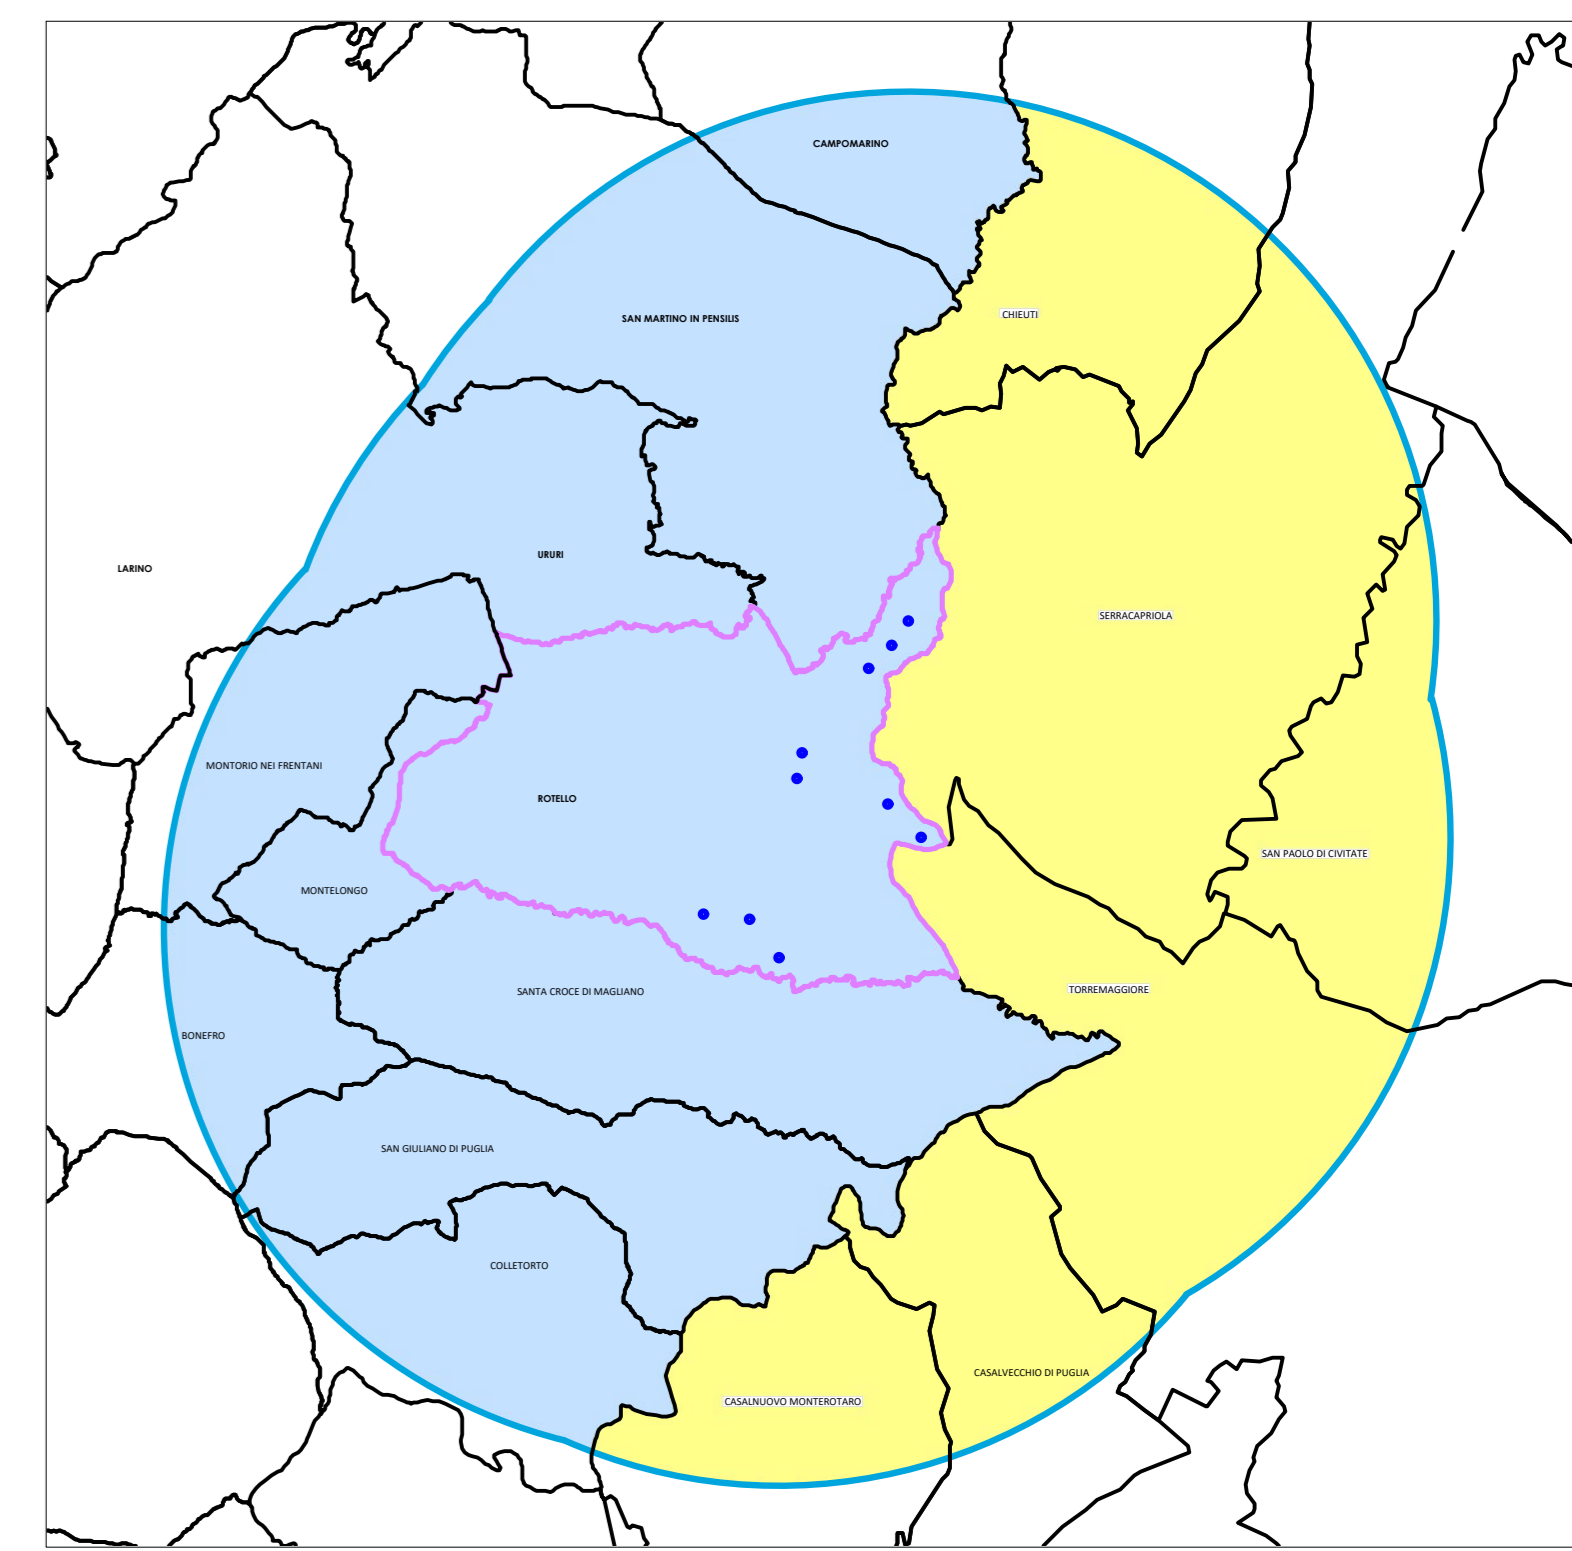 CAMPOMARINO
CHIEUTI
SAN MARTINO IN PENSILIS
URURI
LARINO
SERRACAPRIOLA
MONTORIO NEI FRENTANI
ROTELLO
SAN PAOLO DI CIVITATE
MONTELONGO
TORREMAGGIORE
SANTA CROCE DI MAGLIANO
BONEFRO
SAN GIULIANO DI PUGLIA
COLLETORTO
CASALVECCHIO DI PUGLIA
CASALNUOVO MONTEROTARO